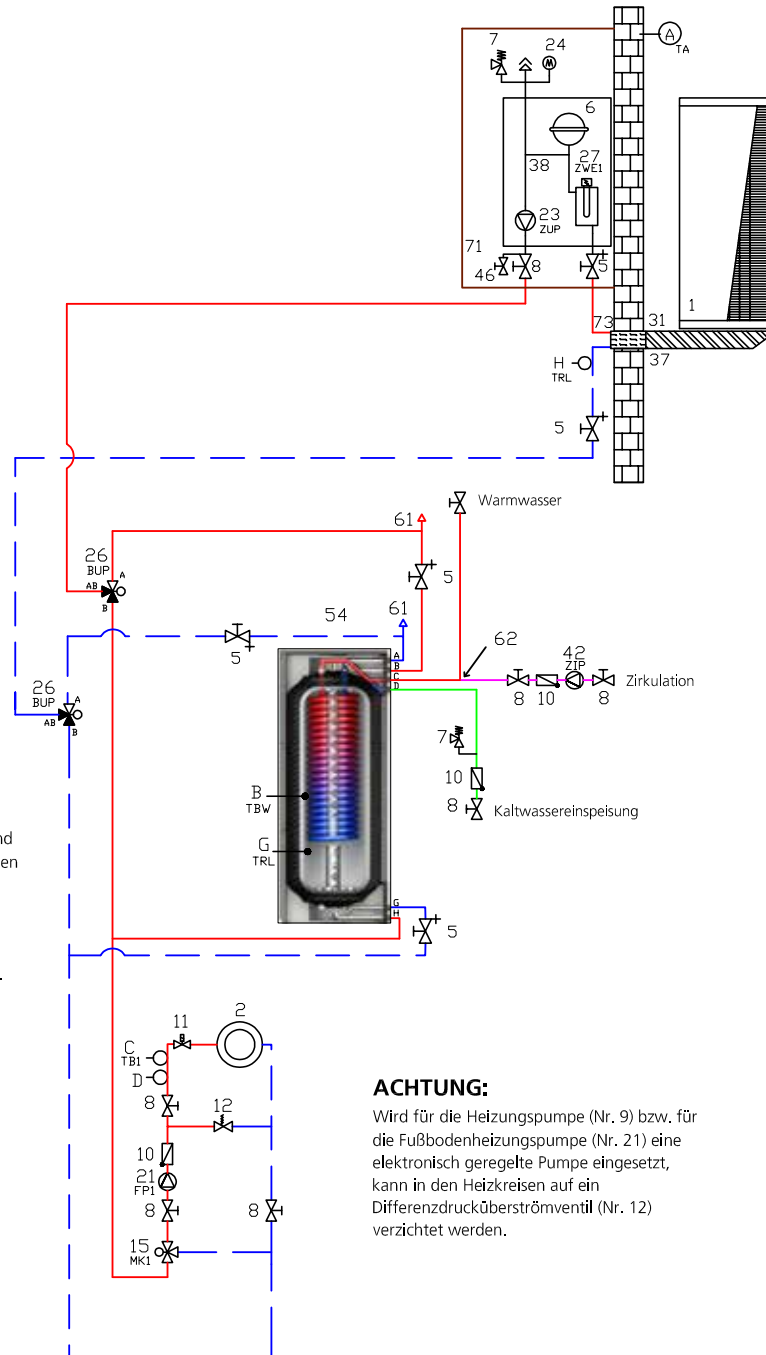 A
TA
7
24
6
27
ZWE1
38
23
ZUP
71
46
8
5
1
73
31
37
H
TRL
5
Warmwasser
61
5
26
BUP
A
AB
B
54
61
5
62
42
ZIP
A
B
C
D
8
10
8
Zirkulation
26
BUP
A
AB
B
7
10
8
Kaltwassereinspeisung
B
TBW
G
TRL
nd
en
G
H
5
.
2
11
C
TB1
D
8
12
10
21
FP1
8
8
15
MK1
ACHTUNG:
Wird für die Heizungspumpe (Nr. 9) bzw. für
die Fußbodenheizungspumpe (Nr. 21) eine
elektronisch geregelte Pumpe eingesetzt,
kann in den Heizkreisen auf ein
Differenzdrucküberströmventil (Nr. 12)
verzichtet werden.